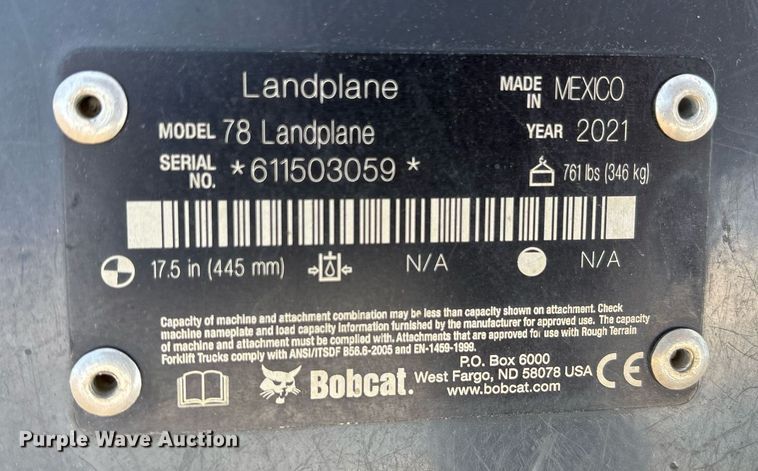 Landplane
MADE IN MEXICO
MODEL 78 Landplane
YEAR 2021
SERIAL NO. *611503059*
761 lbs (346 kg)
17.5 in (445 mm)
N/A
N/A
Capacity of machine and attachment combination may be less than capacity shown on attachment. Check
machine nameplate and load capacity information furnished by the manufacturer for approved use. The capacity
of machine and attachment must be complied with. Attachments that are approved for use with Rough Terrain
Forklift Trucks comply with ANSI/ITSDF B56.6-2005 and EN-1459-1999.
Bobcat.
P.O. Box 6000
West Fargo, ND 58078 USA
www.bobcat.com
CE
Purple Wave Auction